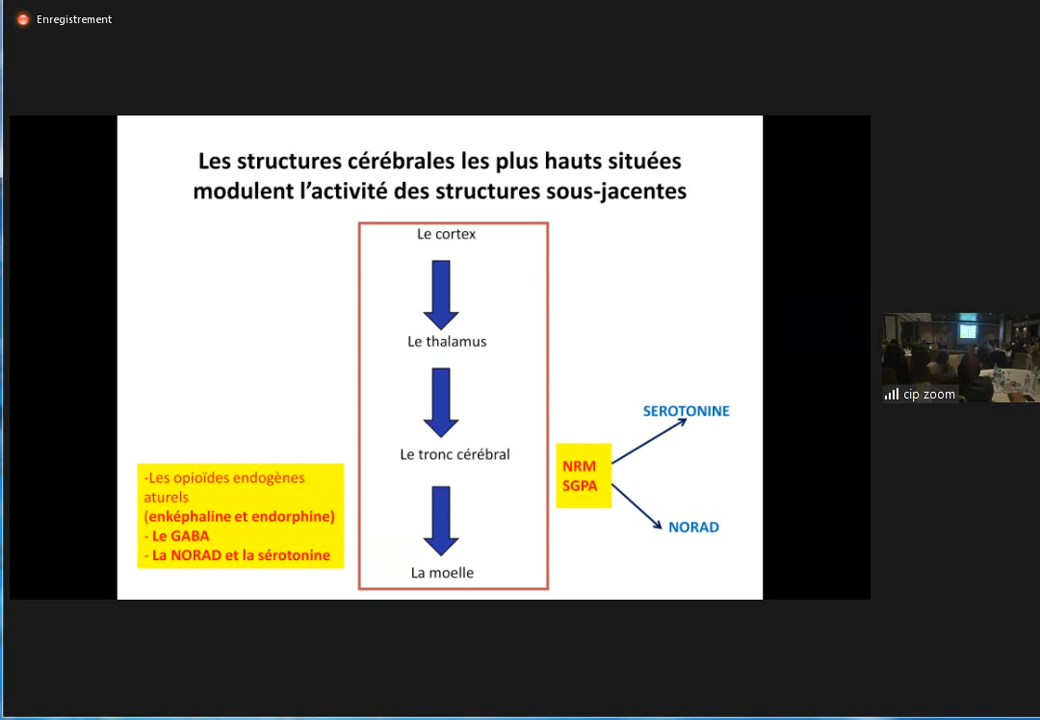 Enregistrement
Les structures cérébrales les plus hauts situées
modulent l’activité des structures sous-jacentes
Le cortex
Le thalamus
Le tronc cérébral
La moelle
-Les opioïdes endogènes
aturels
(enképhaline et endorphine)
- Le GABA
- La NORAD et la sérotonine
NRM
SGPA
SEROTONINE
NORAD
cip zoom